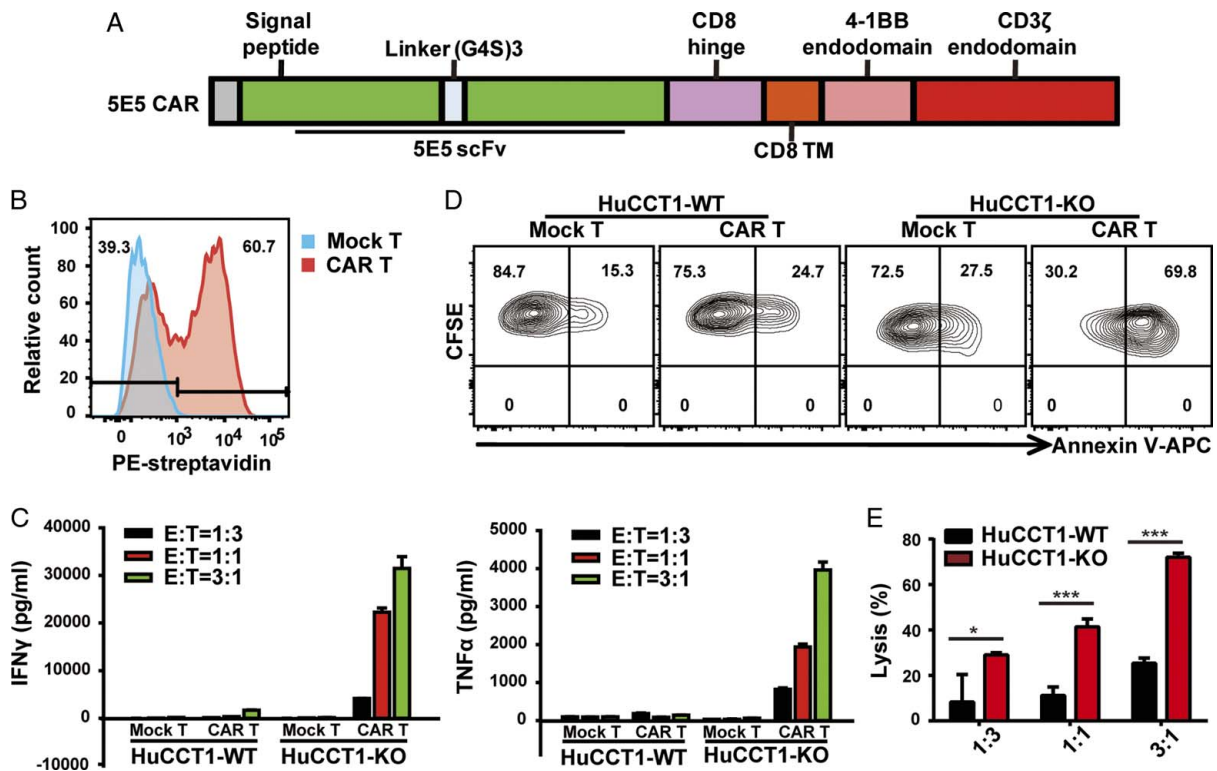 A
Signal
peptide
Linker (G4S)3
CD8
hinge
4-1BB
endodomain
CD3ζ
endodomain
5E5 CAR
5E5 scFv
CD8 TM
B
100
80
60
40
20
0
Relative count
39.3
60.7
0
10³
10⁴
10⁵
PE-streptavidin
Mock T
CAR T
D
HuCCT1-WT
HuCCT1-KO
Mock T
CAR T
Mock T
CAR T
CFSE
84.7
15.3
0
0
75.3
24.7
0
0
72.5
27.5
0
0
30.2
69.8
0
0
Annexin V-APC
C
IFNγ (pg/ml)
40000
30000
20000
10000
0
-10000
E:T=1:3
E:T=1:1
E:T=3:1
Mock T
CAR T
Mock T
CAR T
HuCCT1-WT
HuCCT1-KO
TNFα (pg/ml)
5000
4000
3000
2000
1000
0
E:T=1:3
E:T=1:1
E:T=3:1
Mock T
CAR T
Mock T
CAR T
HuCCT1-WT
HuCCT1-KO
E
HuCCT1-WT
HuCCT1-KO
Lysis (%)
80
60
40
20
0
*
***
***
1:3
1:1
3:1